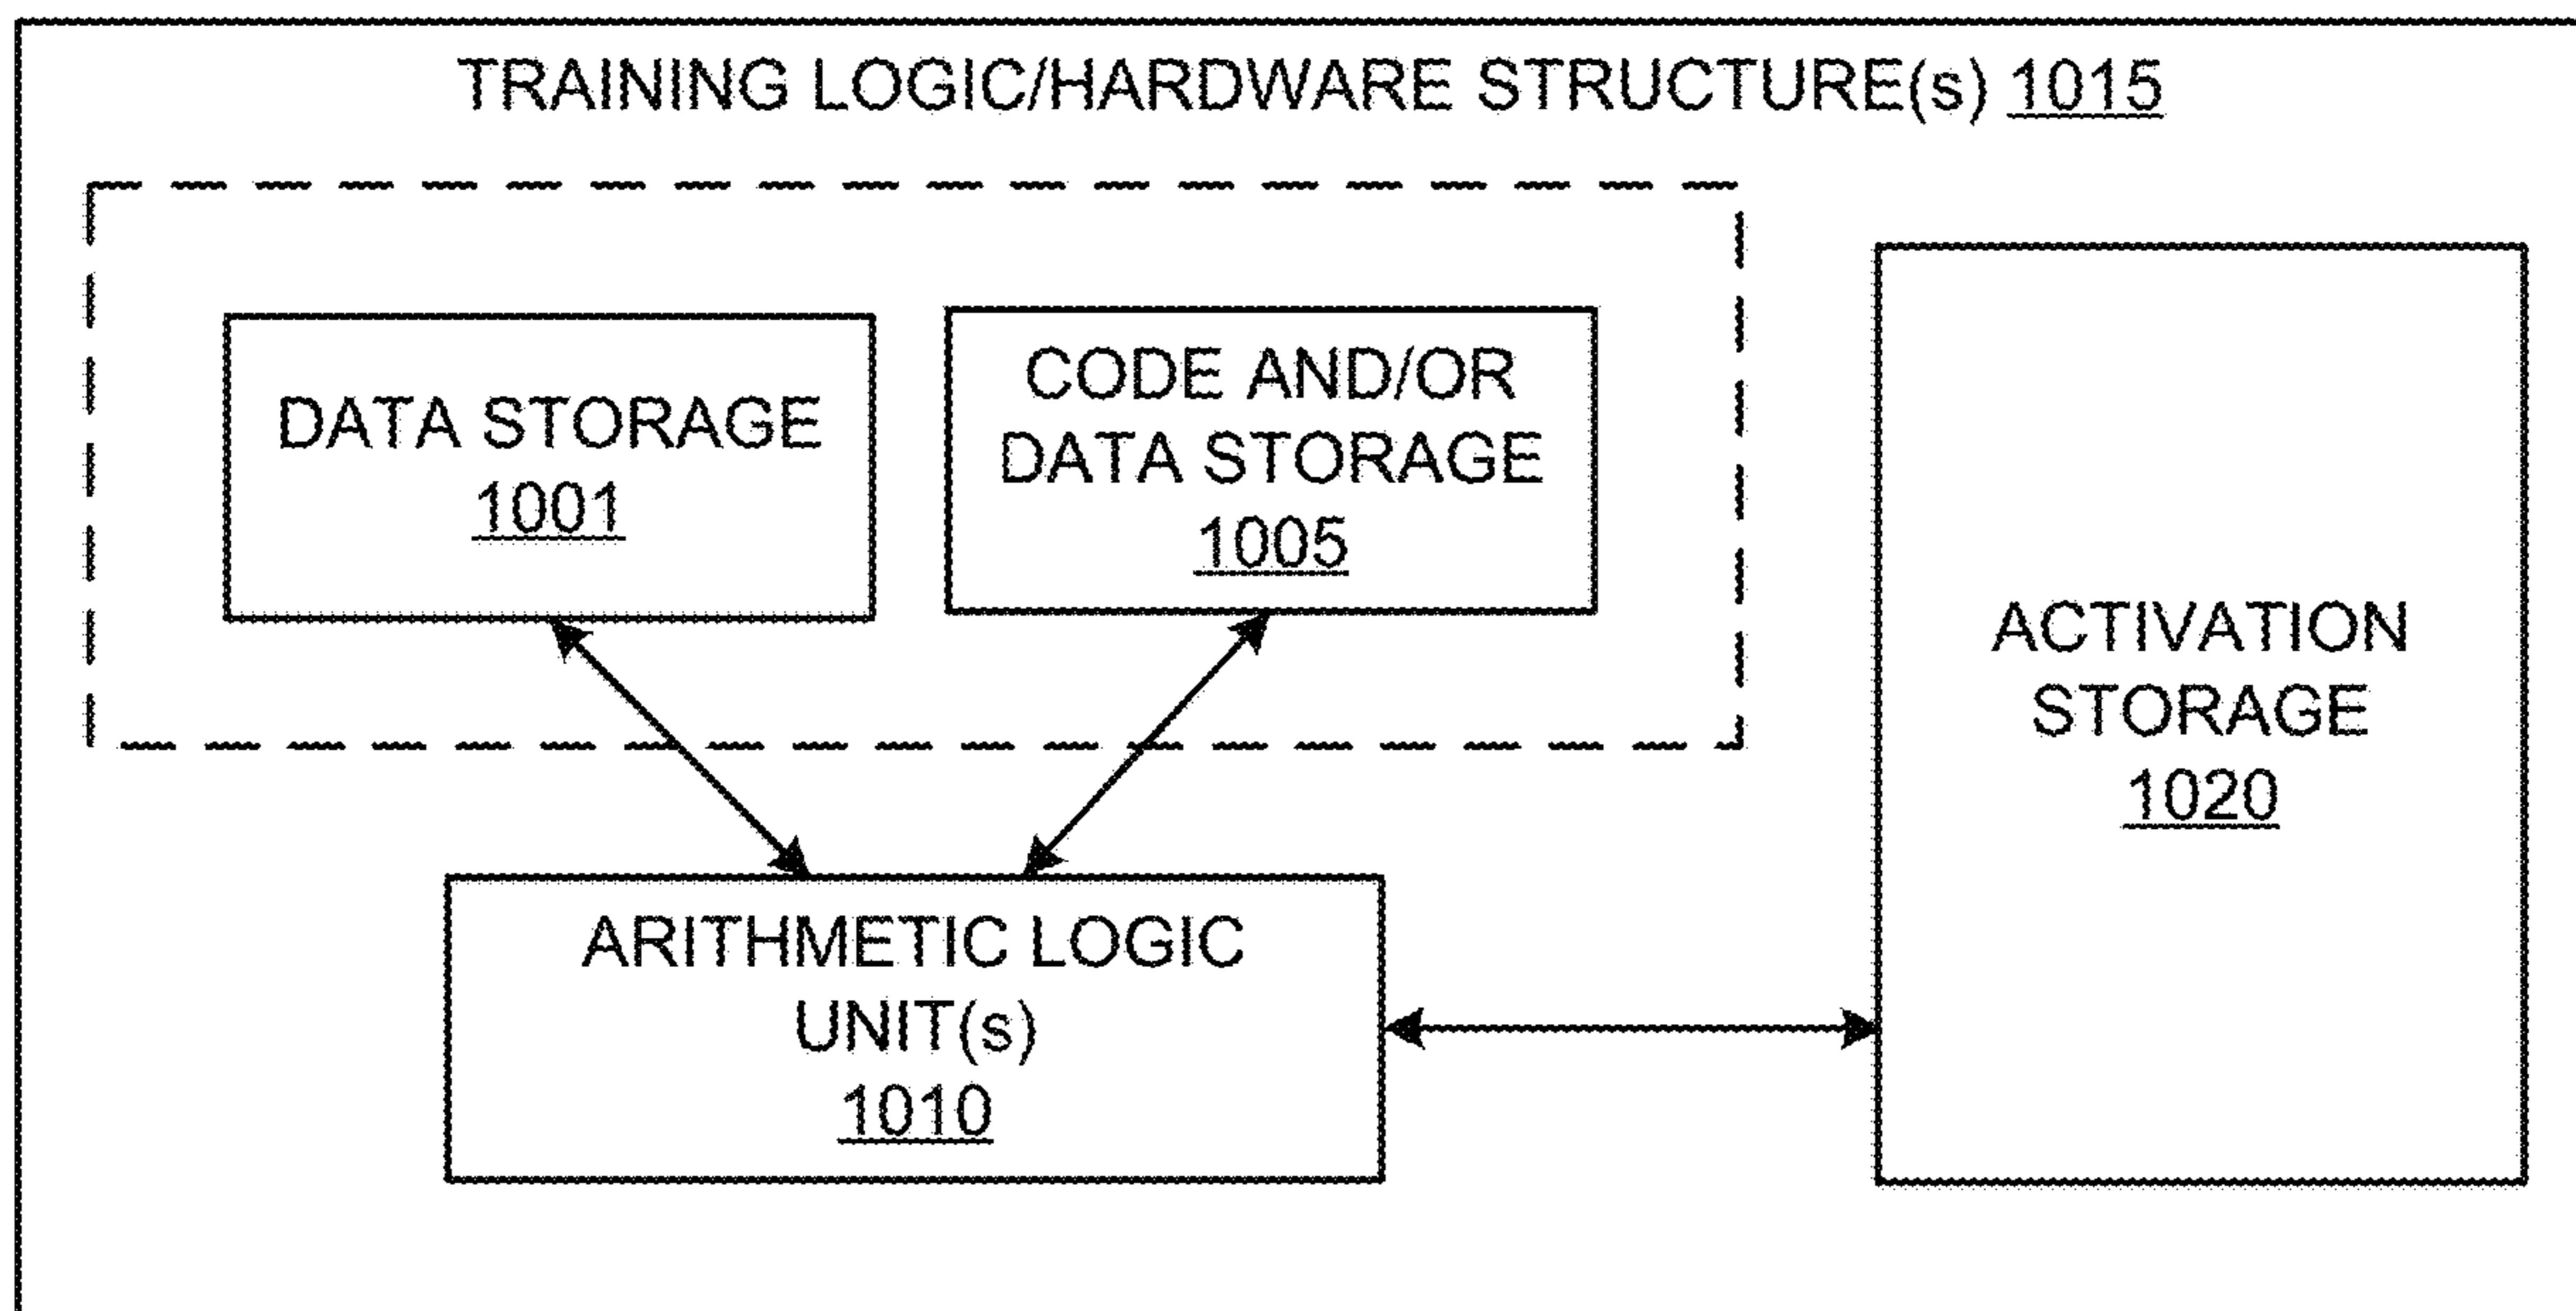 TRAINING LOGIC/HARDWARE STRUCTURE(s) 1015
DATA STORAGE
1001
CODE AND/OR
DATA STORAGE
1005
ACTIVATION
STORAGE
1020
ARITHMETIC LOGIC
UNIT(s)
1010